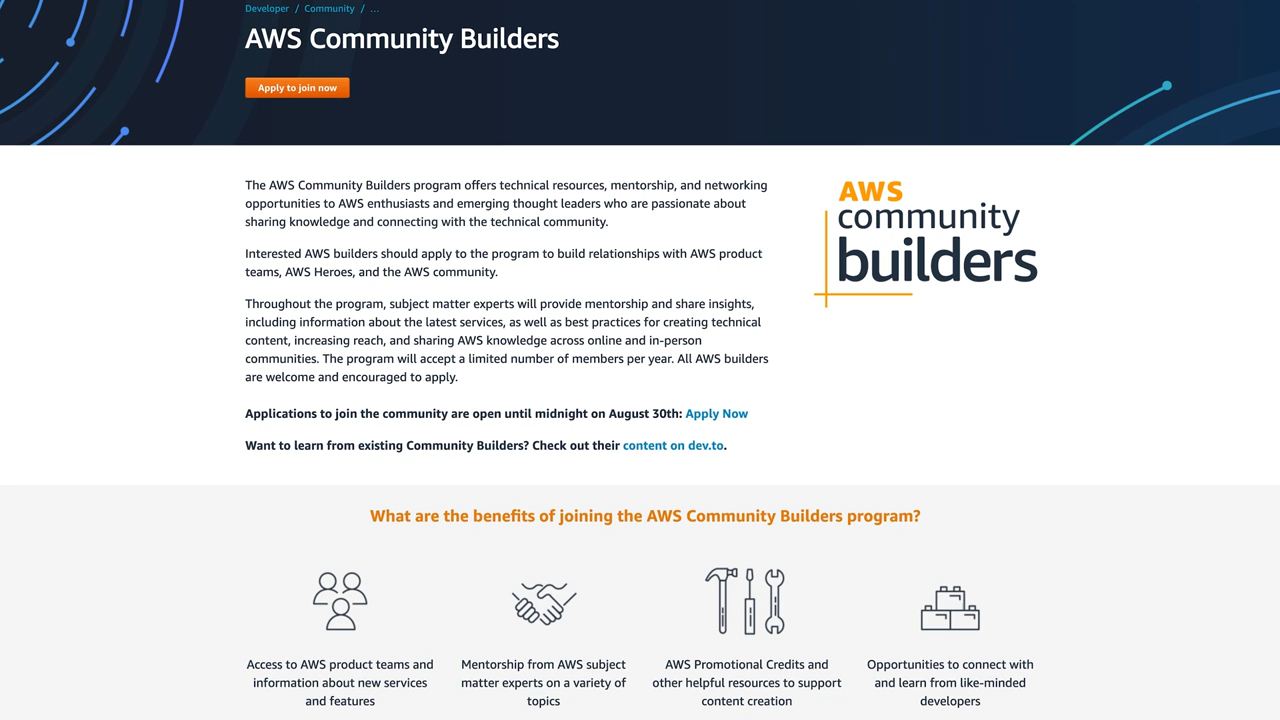 Developer / Community / ...
AWS Community Builders
Apply to join now
The AWS Community Builders program offers technical resources, mentorship, and networking
opportunities to AWS enthusiasts and emerging thought leaders who are passionate about
sharing knowledge and connecting with the technical community.
Interested AWS builders should apply to the program to build relationships with AWS product
teams, AWS Heroes, and the AWS community.
Throughout the program, subject matter experts will provide mentorship and share insights,
including information about the latest services, as well as best practices for creating technical
content, increasing reach, and sharing AWS knowledge across online and in-person
communities. The program will accept a limited number of members per year. All AWS builders
are welcome and encouraged to apply.
Applications to join the community are open until midnight on August 30th: Apply Now
Want to learn from existing Community Builders? Check out their content on dev.to.
AWS
community
builders
What are the benefits of joining the AWS Community Builders program?
Access to AWS product teams and
information about new services
and features
Mentorship from AWS subject
matter experts on a variety of
topics
AWS Promotional Credits and
other helpful resources to support
content creation
Opportunities to connect with
and learn from like-minded
developers